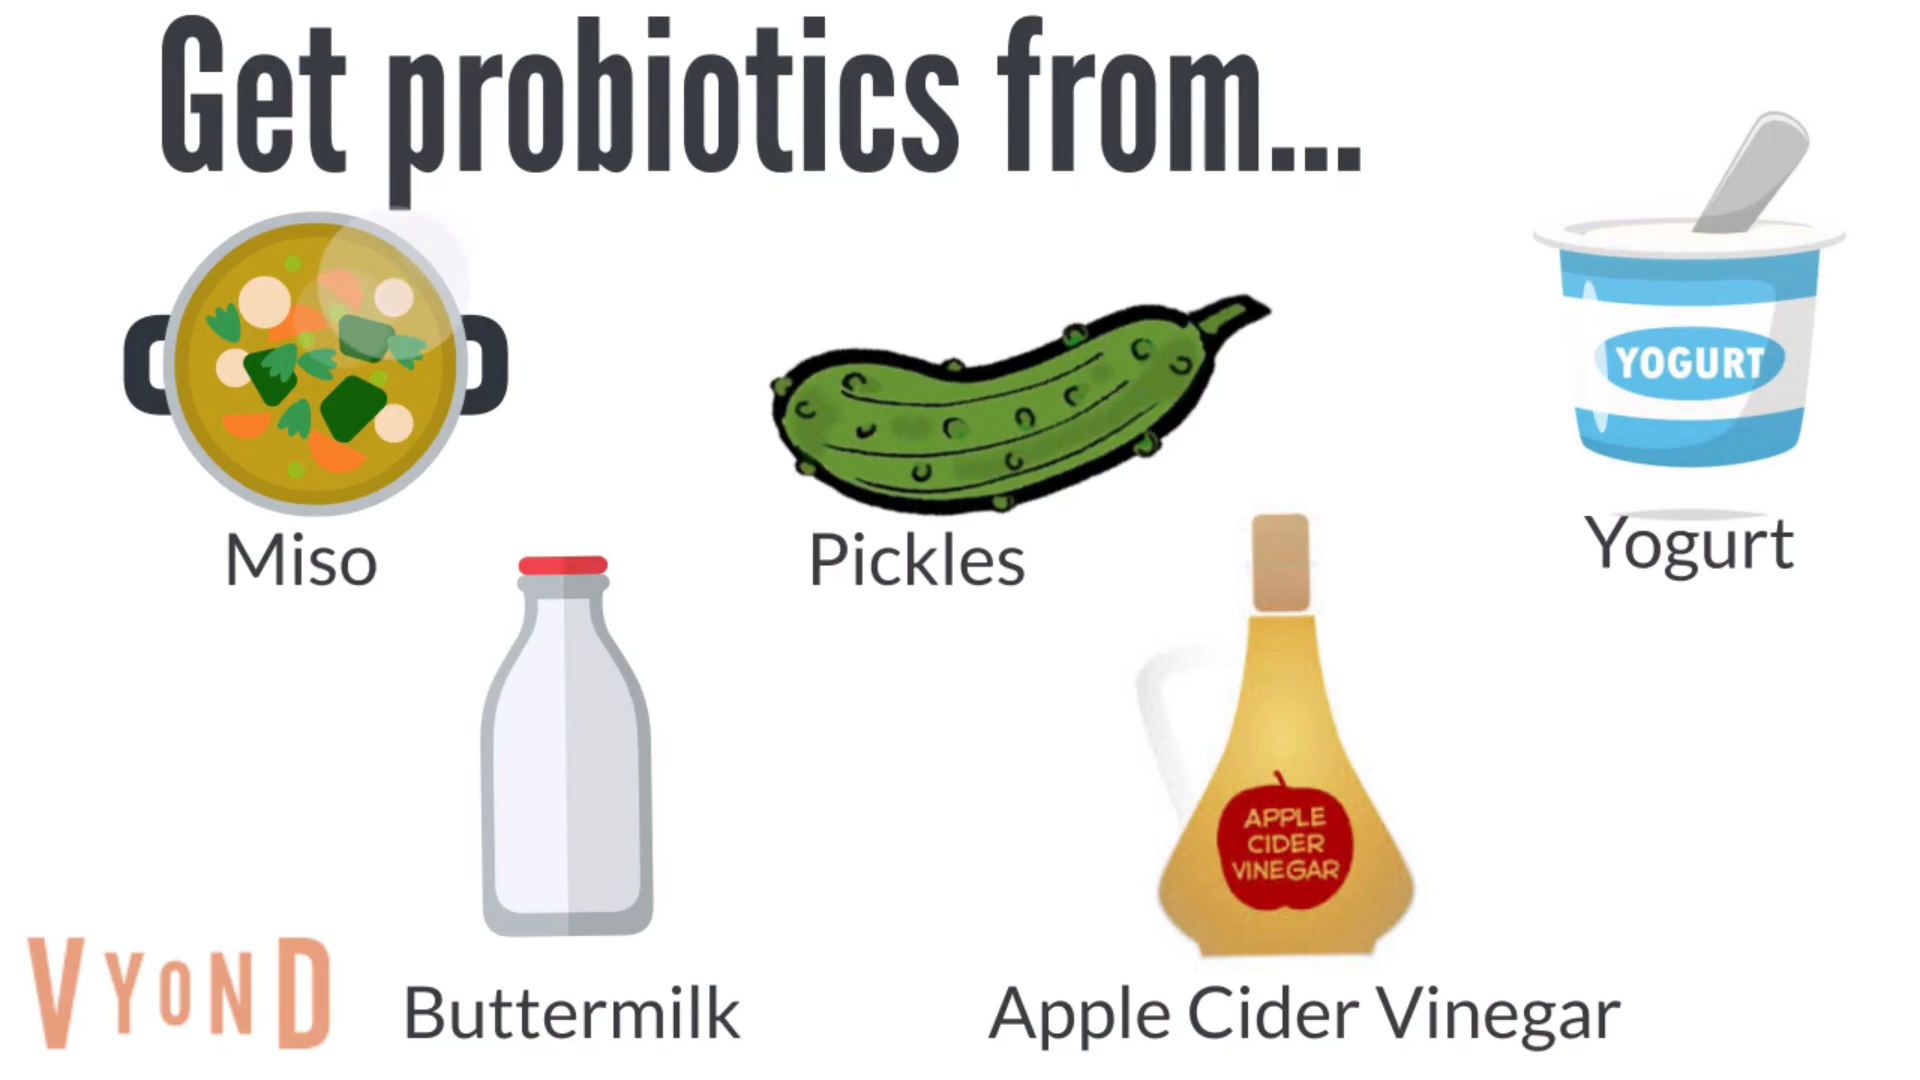 Get probiotics from...
YOGURT
Miso
Pickles
Yogurt
APPLE
CIDER
VINEGAR
Buttermilk
Apple Cider Vinegar
VYOND